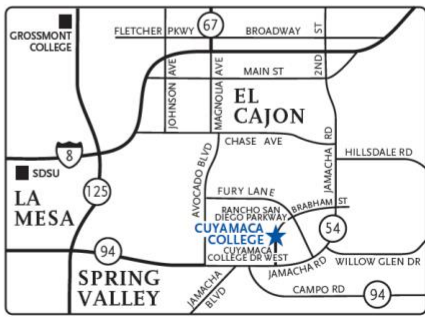 GROSSMONT
COLLEGE
FLETCHER PKWY
67
BROADWAY
2ND ST
JOHNSON AVE
MAGNOLIA AVE
MAIN ST
EL
CAJON
CHASE AVE
8
SDSU
LA
MESA
125
AVOCADO BLVD
JAMACHA RD
HILLSDALE RD
FURY LANE
RANCHO SAN
DIEGO PARKWAY
BRABHAM ST
CUYAMACA
COLLEGE
54
CUYAMACA
COLLEGE DR WEST
94
SPRING
VALLEY
JAMACHA
BLVD
JAMACHA RD
WILLOW GLEN DR
CAMPO RD
94